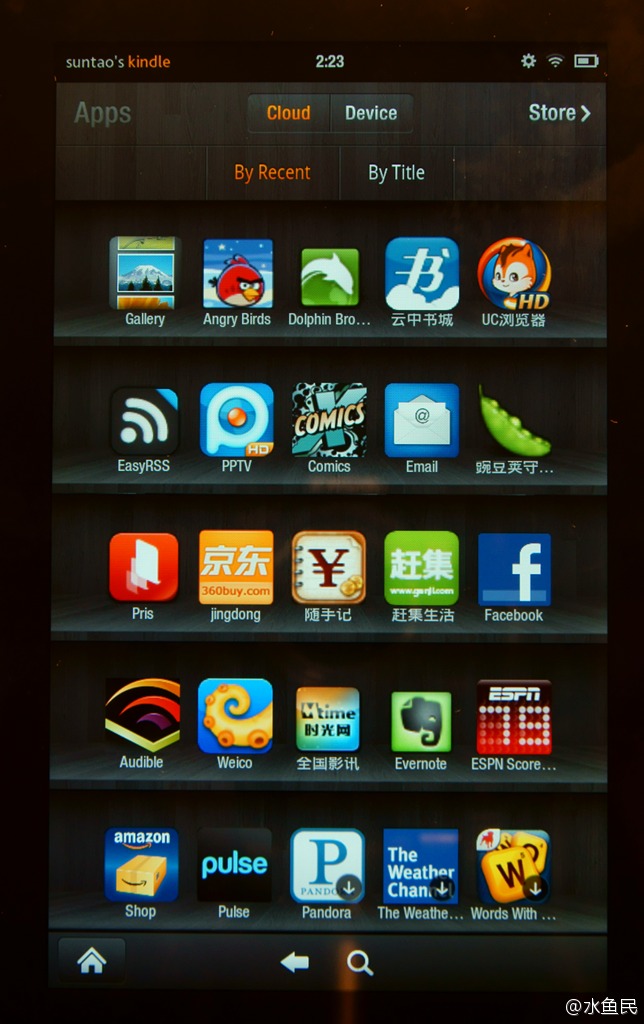 suntao's kindle 2:23
Apps Cloud Device Store
By Recent By Title
Gallery Angry Birds Dolphin Bro... 云中书城 UC浏览器
书
HD
EasyRSS PPTV Comics Email 豌豆荚守...
HD
COMICS
@
京东
360buy.com
¥
赶集
www.ganji.com
Pris jingdong 随手记 赶集生活 Facebook
f
Mtime
时光网
ESPN
Audible Weico 全国影讯 Evernote ESPN Score...
amazon
pulse
P
PANDO
The
Weather
Chan
W
Shop Pulse Pandora The Weathe... Words With ...
@水鱼民